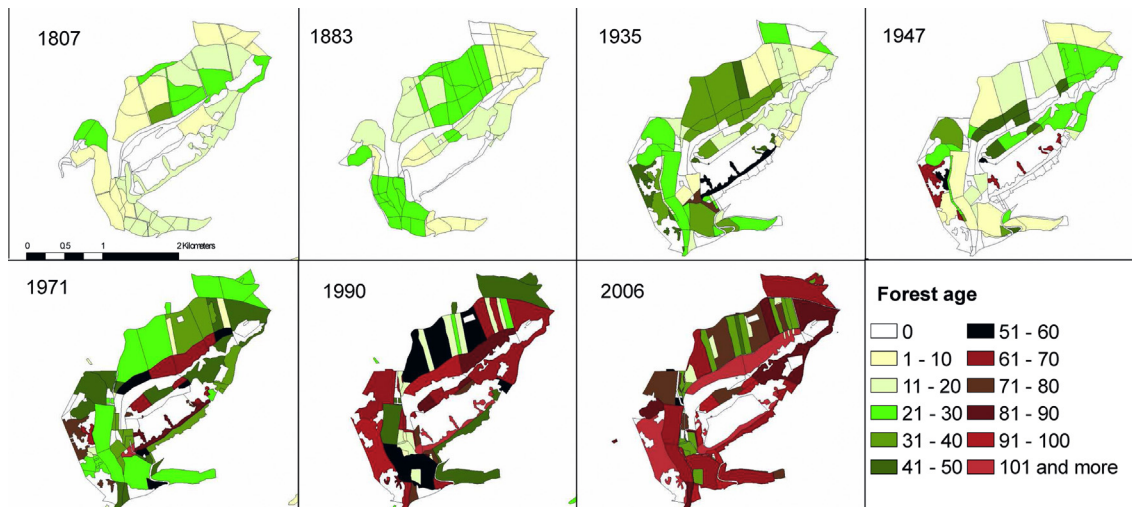 1807
1883
1935
1947
0 0.5 1 2 Kilometers
1971
1990
2006
Forest age
0
1 - 10
11 - 20
21 - 30
31 - 40
41 - 50
51 - 60
61 - 70
71 - 80
81 - 90
91 - 100
101 and more